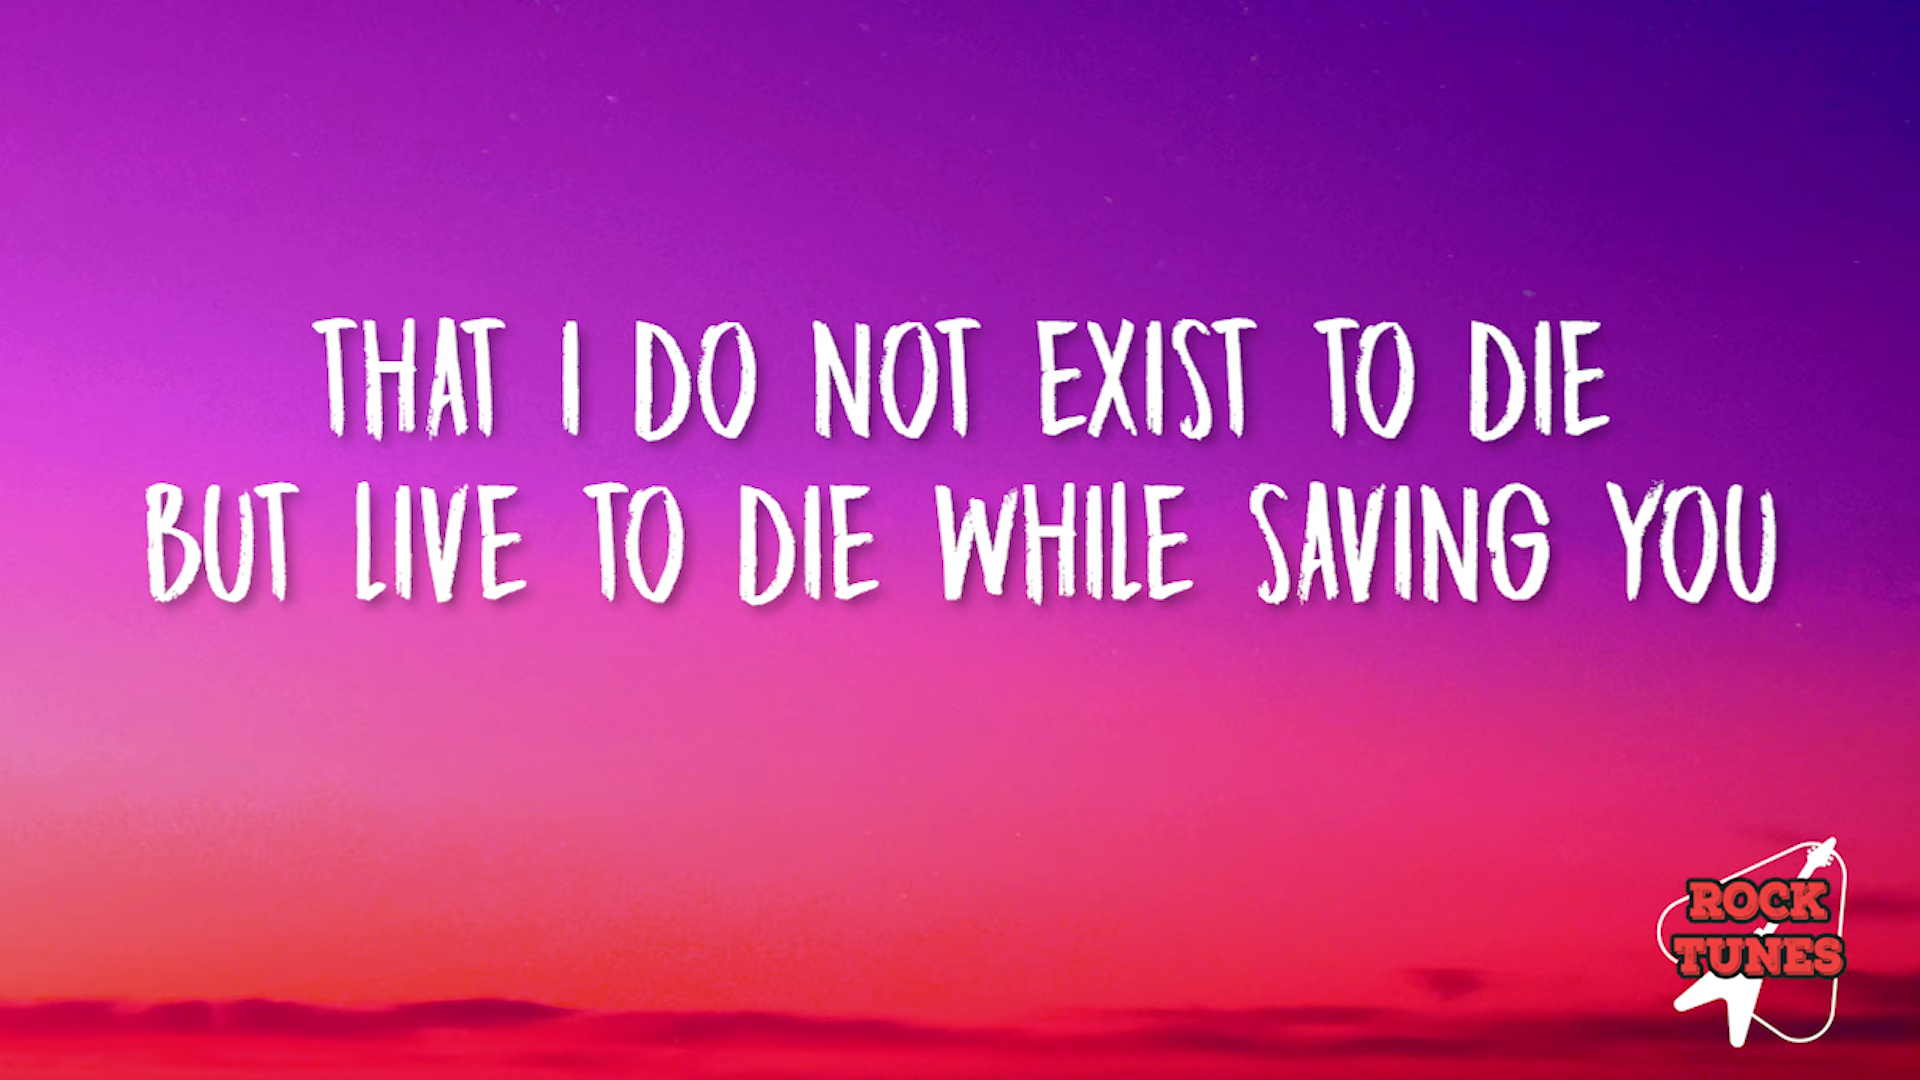 THAT I DO NOT EXIST TO DIE
BUT LIVE TO DIE WHILE SAVING YOU
ROCK
TUNES